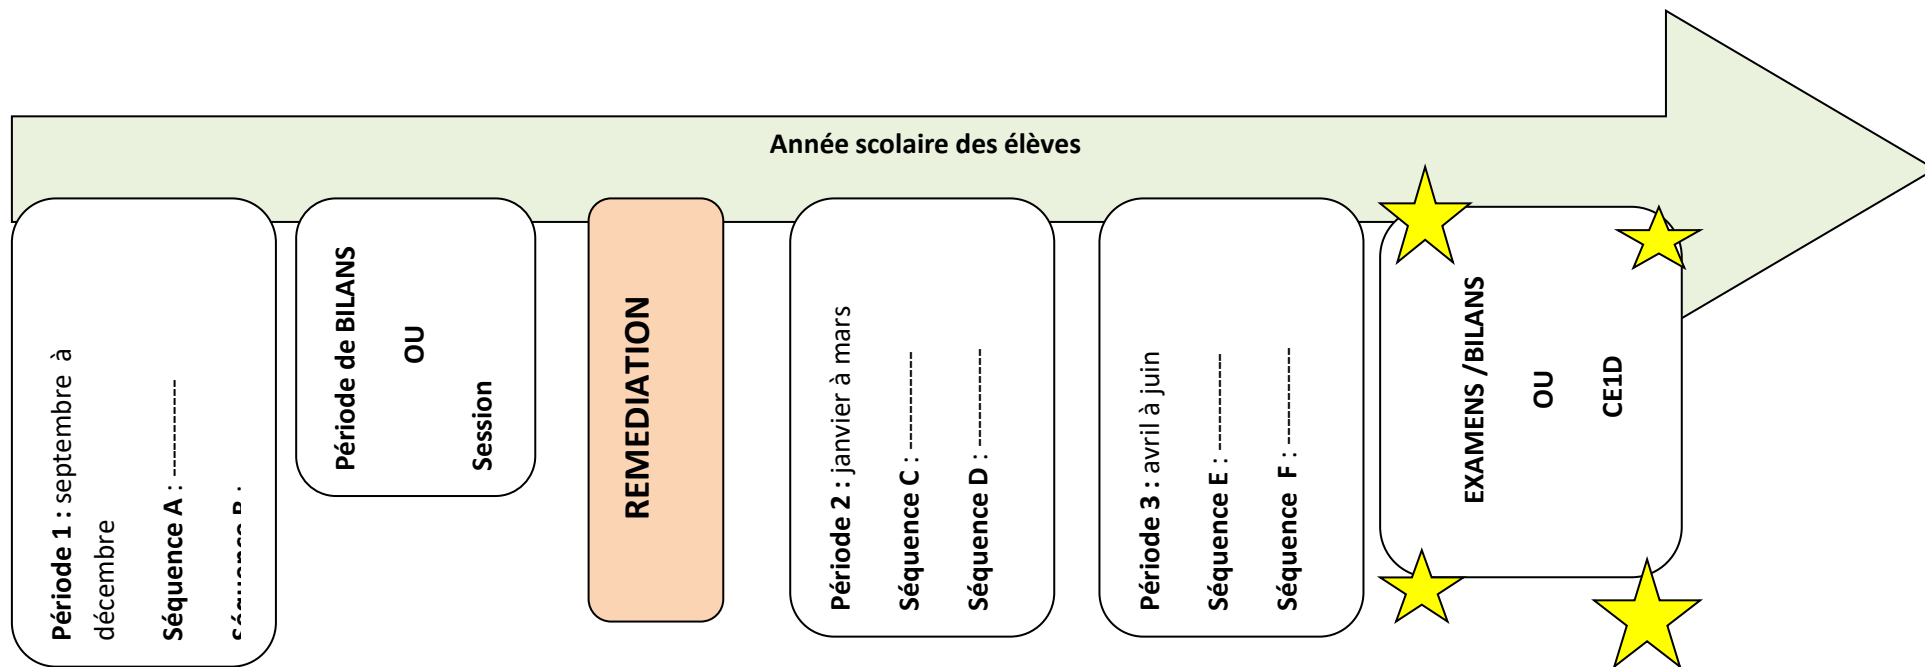 Année scolaire des élèves
Période 1 : septembre à
décembre
Séquence A : -------------
Séquence B :
Période de BILANS
OU
Session
REMEDIATION
Période 2 : janvier à mars
Séquence C : -------------
Séquence D : -------------
Période 3 : avril à juin
Séquence E : -------------
Séquence F : -------------
EXAMENS /BILANS
OU
CE1D